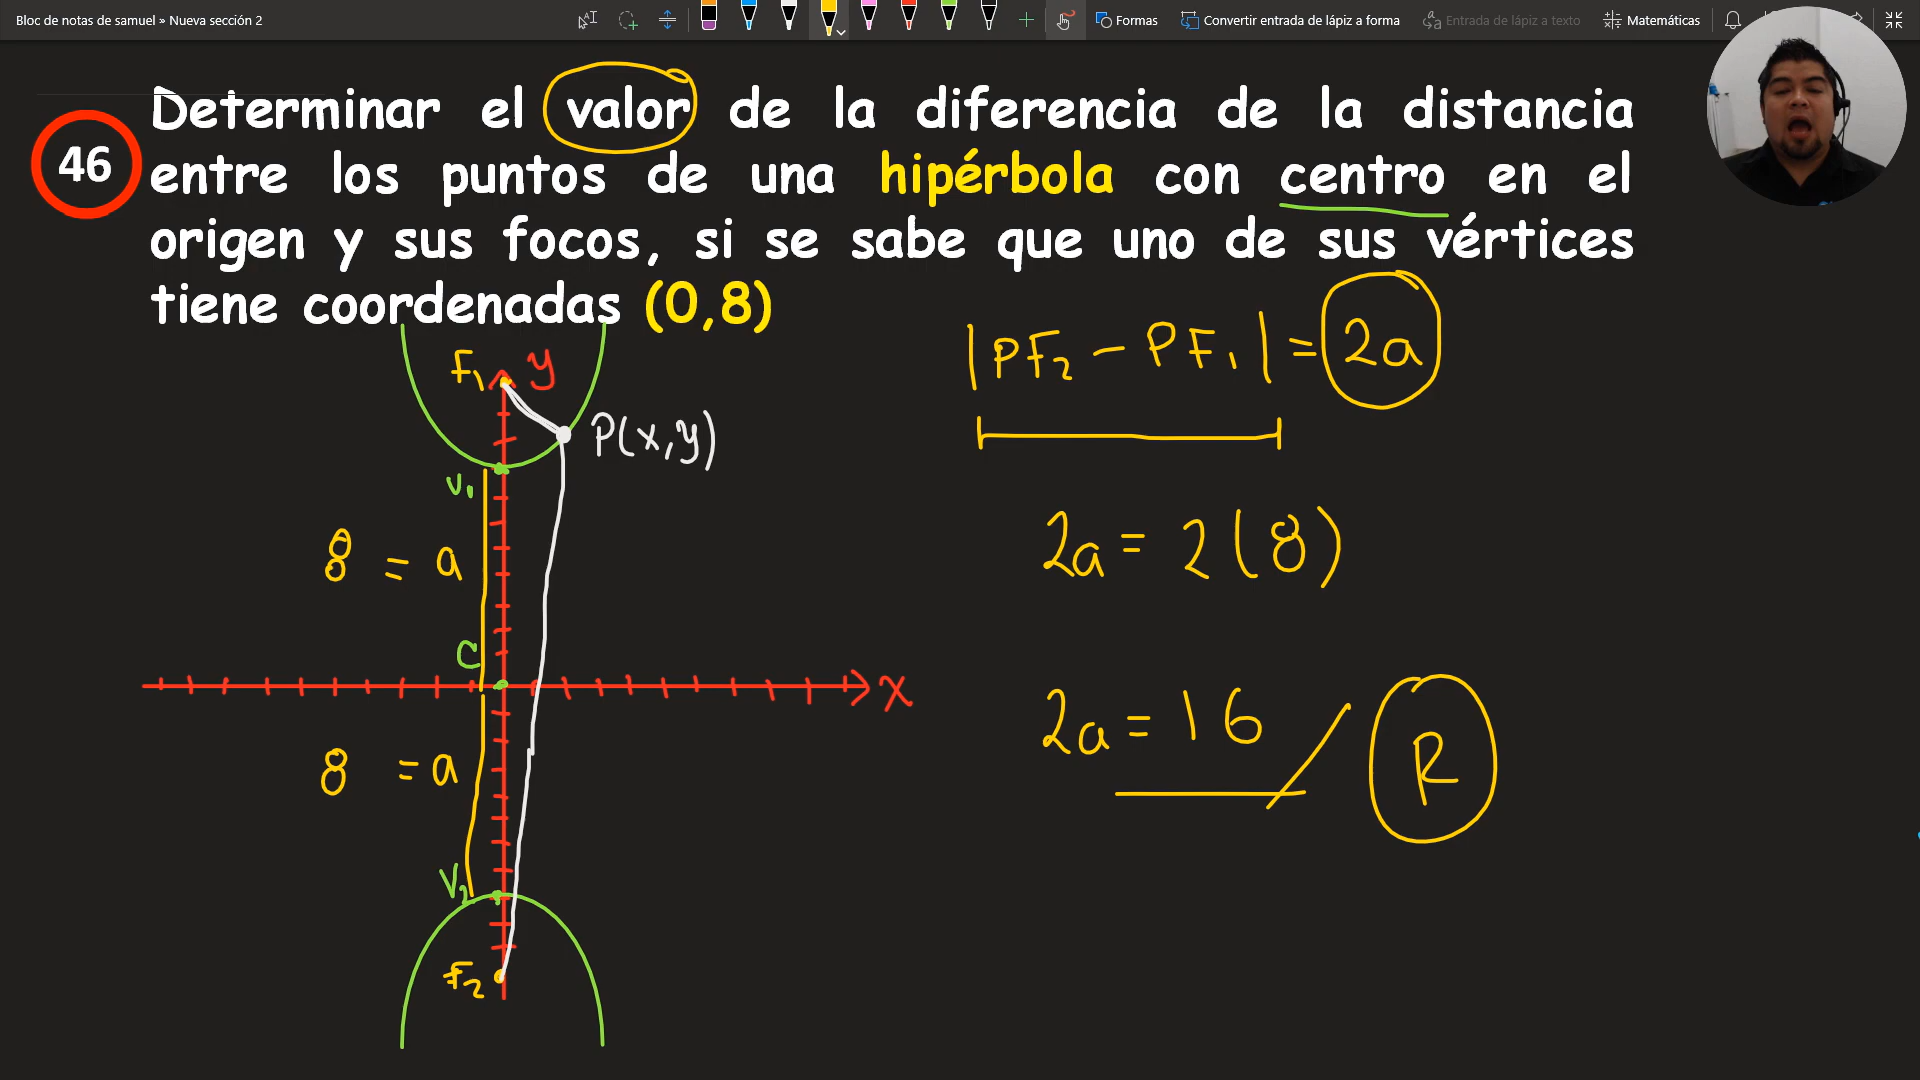 Bloc de notas de samuel » Nueva sección 2
Formas
Convertir entrada de lápiz a forma
Entrada de lápiz a texto
Matemáticas
46
Determinar el valor de la diferencia de la distancia
entre los puntos de una hipérbola con centro en el
origen y sus focos, si se sabe que uno de sus vértices
tiene coordenadas (0,8)
|PF₂ - PF₁| = 2a
F₁ y
P(x,y)
V₁
8 = a
2a = 2(8)
C
x
2a = 16
R
8 = a
V₂
F₂